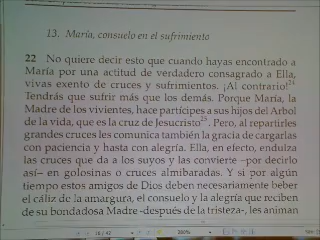 13. María, consuelo en el sufrimiento
22 No quiere decir esto que cuando hayas encontrado a
María por una actitud de verdadero consagrado a Ella,
vivas exento de cruces y sufrimientos. ¡Al contrario!
Tendrás que sufrir más que los demás. Porque María, la
Madre de los vivientes, hace partícipes a sus hijos del Arbol
de la vida, que es la cruz de Jesucristo. Pero, al repartirles
grandes cruces les comunica también la gracia de cargarlas
con paciencia y hasta con alegría. Ella, en efecto, endulza
las cruces que da a los suyos y las convierte –por decirlo
así– en golosinas o cruces almibaradas. Y si por algún
tiempo estos amigos de Dios deben necesariamente beber
el cáliz de la amargura, el consuelo y la alegría que reciben
de su bondadosa Madre -después de la tristeza-, les animan